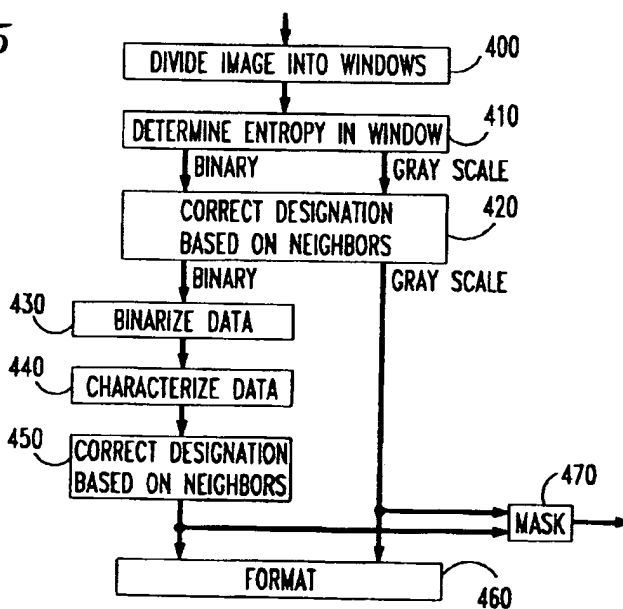 5
DIVIDE IMAGE INTO WINDOWS
400
DETERMINE ENTROPY IN WINDOW
410
BINARY
GRAY SCALE
CORRECT DESIGNATION
BASED ON NEIGHBORS
420
BINARY
GRAY SCALE
430
BINARIZE DATA
440
CHARACTERIZE DATA
450
CORRECT DESIGNATION
BASED ON NEIGHBORS
470
MASK
FORMAT
460